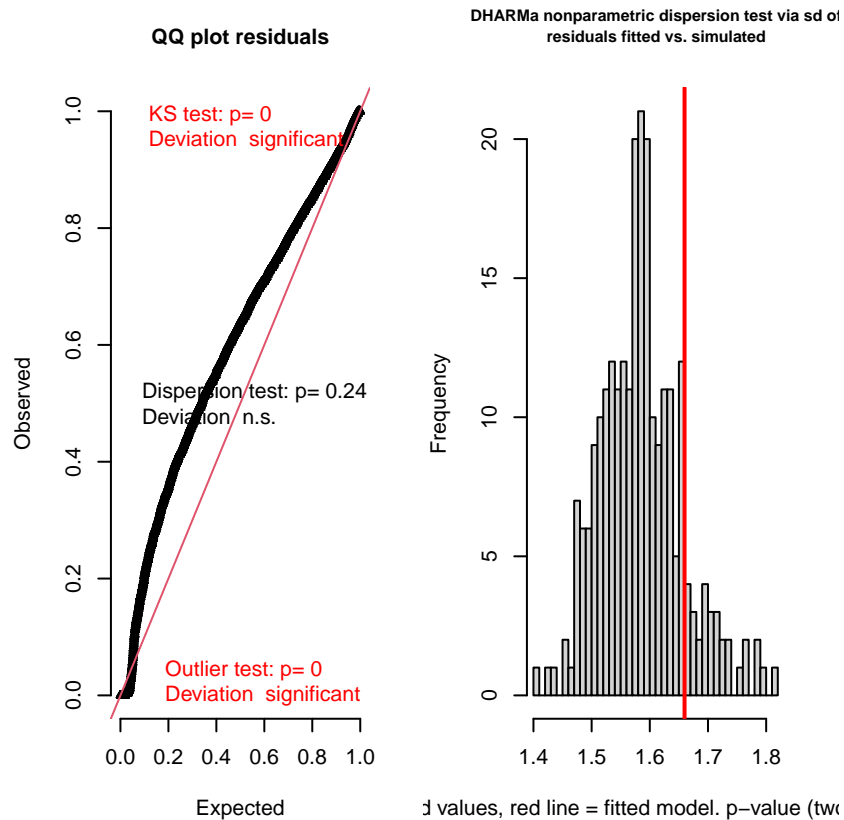 QQ plot residuals
KS test: p= 0
Deviation  significant
Dispersion test: p= 0.24
Deviation  n.s.
Outlier test: p= 0
Deviation  significant
Observed
0.0 0.2 0.4 0.6 0.8 1.0
0.0 0.2 0.4 0.6 0.8 1.0
Expected
DHARMa nonparametric dispersion test via sd of
residuals fitted vs. simulated
Frequency
0 5 10 15 20
1.4 1.5 1.6 1.7 1.8
values, red line = fitted model. p−value (two